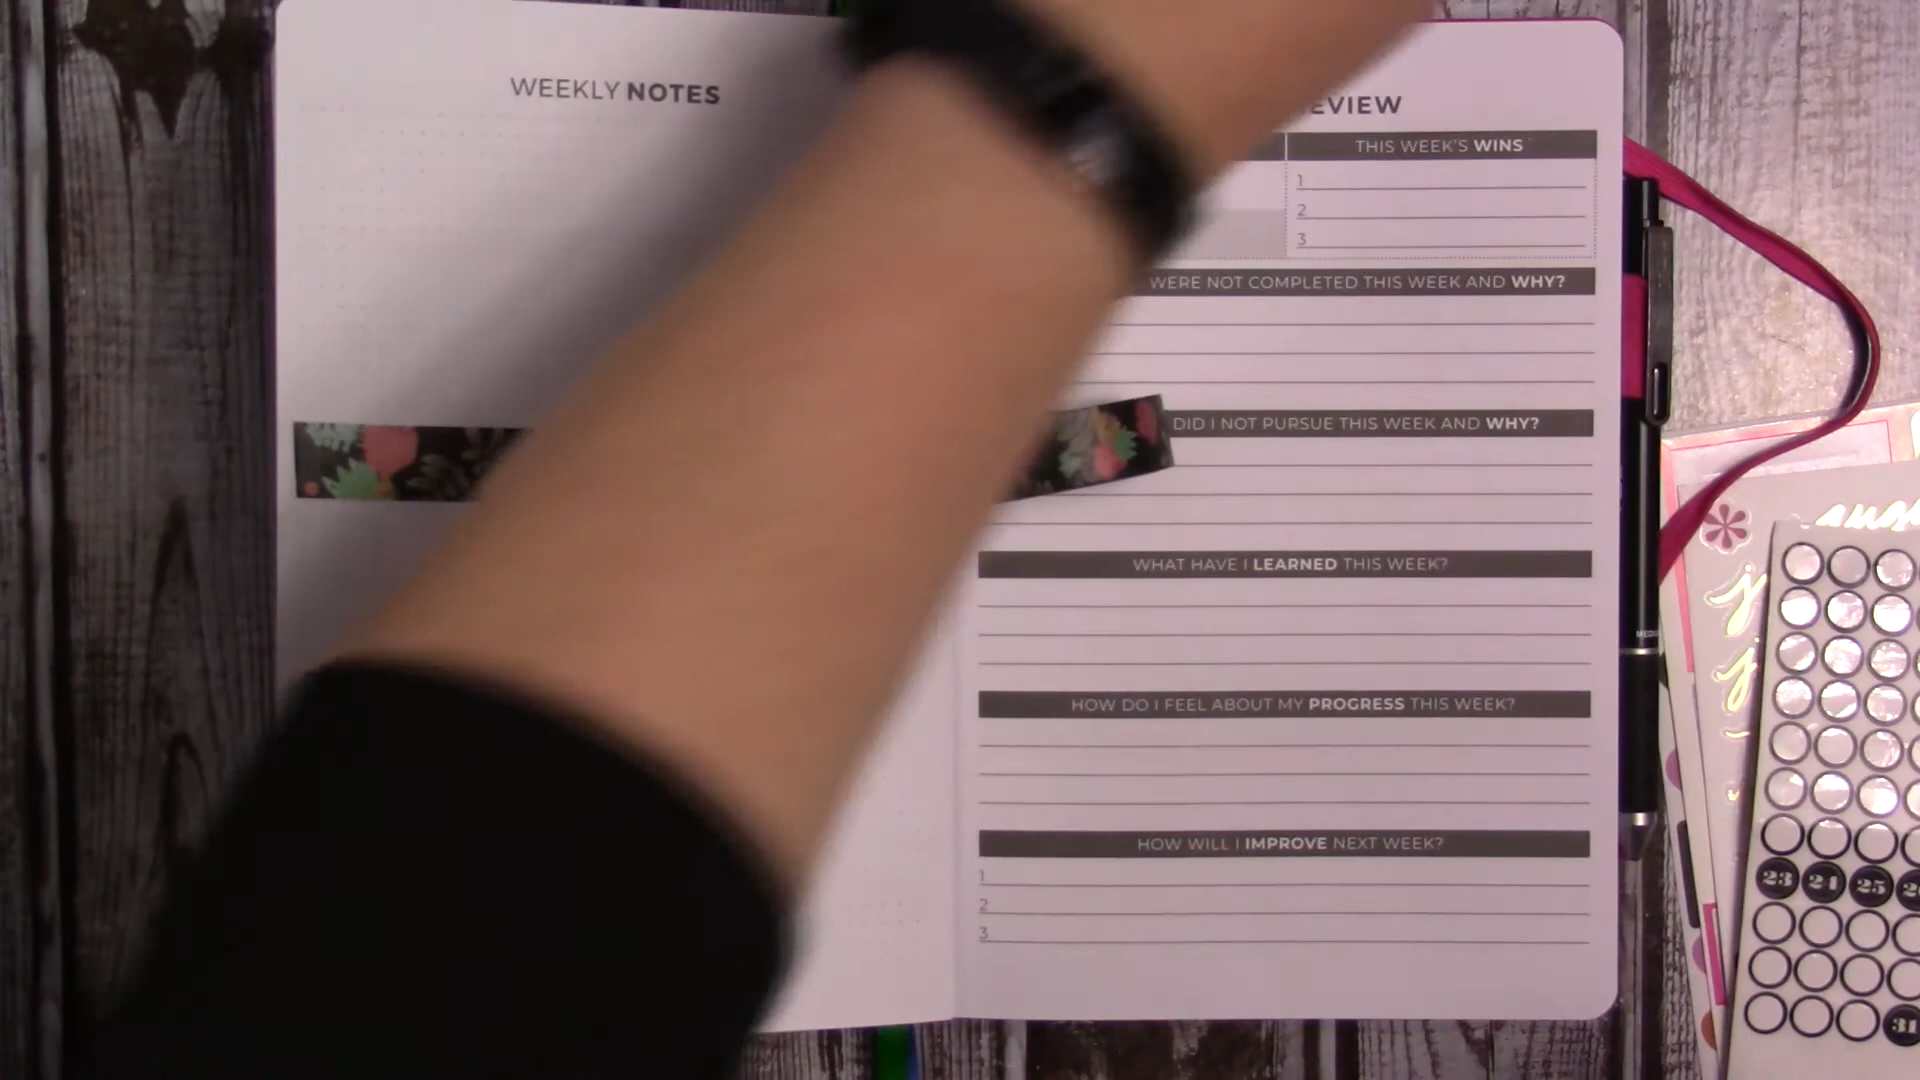 WEEKLY NOTES
EVIEW
THIS WEEK'S WINS
1
2
3
WERE NOT COMPLETED THIS WEEK AND WHY?
DID I NOT PURSUE THIS WEEK AND WHY?
WHAT HAVE I LEARNED THIS WEEK?
HOW DO I FEEL ABOUT MY PROGRESS THIS WEEK?
HOW WILL I IMPROVE NEXT WEEK?
1
2
3
23 24 25
31